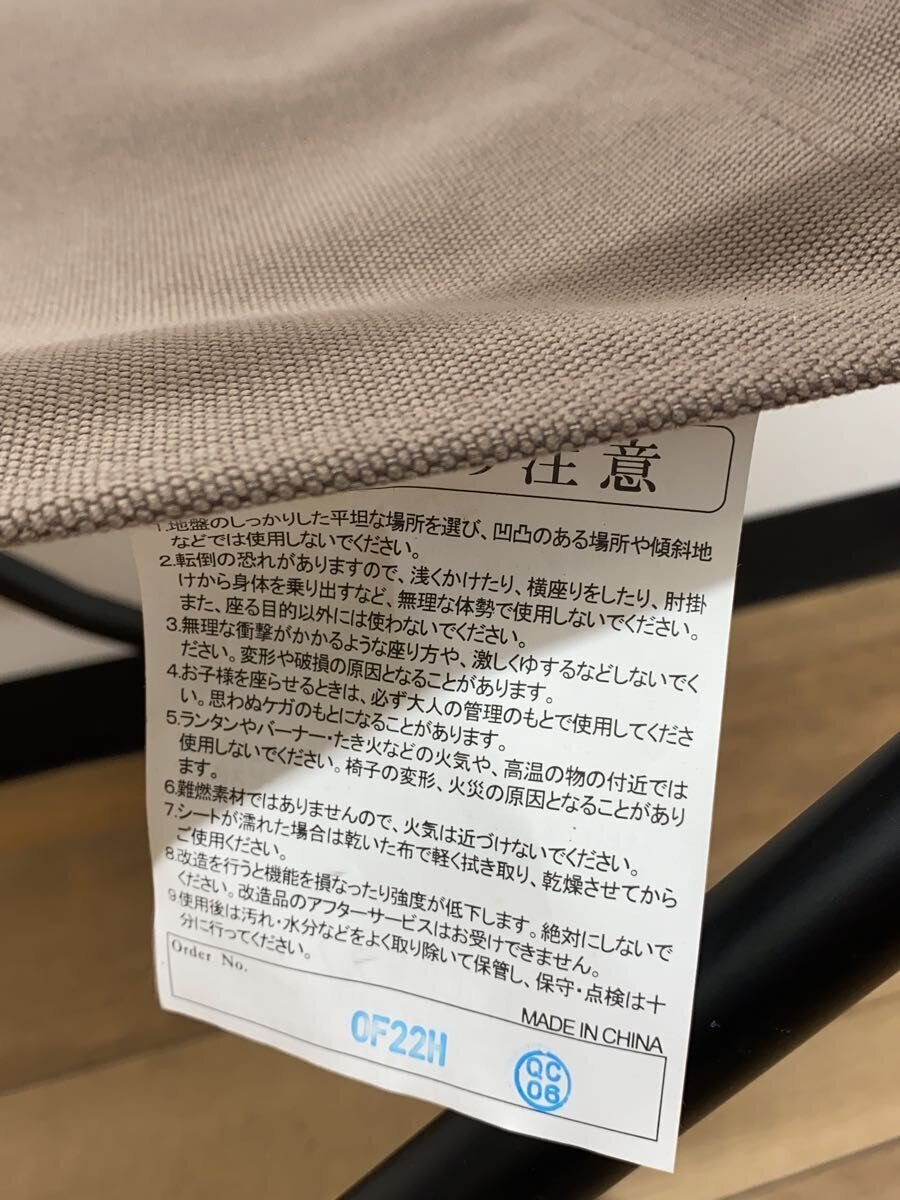 注意
1.地盤のしっかりした平坦な場所を選び、凹凸のある場所や傾斜地
などでは使用しないでください。
2.転倒の恐れがありますので、浅くかけたり、横座りをしたり、肘掛
けから身体を乗り出すなど、無理な体勢で使用しないでください。
また、座る目的以外には使わないでください。
3.無理な衝撃がかかるような座り方や、激しくゆするなどしないでく
ださい。変形や破損の原因となることがあります。
4.お子様を座らせるときは、必ず大人の管理のもとで使用してくださ
い。思わぬケガのもとになることがあります。
5.ランタンやバーナー・たき火などの火気や、高温の物の付近では
使用しないでください。椅子の変形、火災の原因となることがあり
ます。
6.難燃素材ではありませんので、火気は近づけないでください。
7.シートが濡れた場合は乾いた布で軽く拭き取り、乾燥させてから
ご使用ください。
8.改造を行うと機能を損なったり強度が低下します。絶対にしないで
ください。改造品のアフターサービスはお受けできません。
9.使用後は汚れ・水分などをよく取り除いて保管し、保守・点検は十
分に行ってください。
MADE IN CHINA
Order No.
OF22H
QC
06